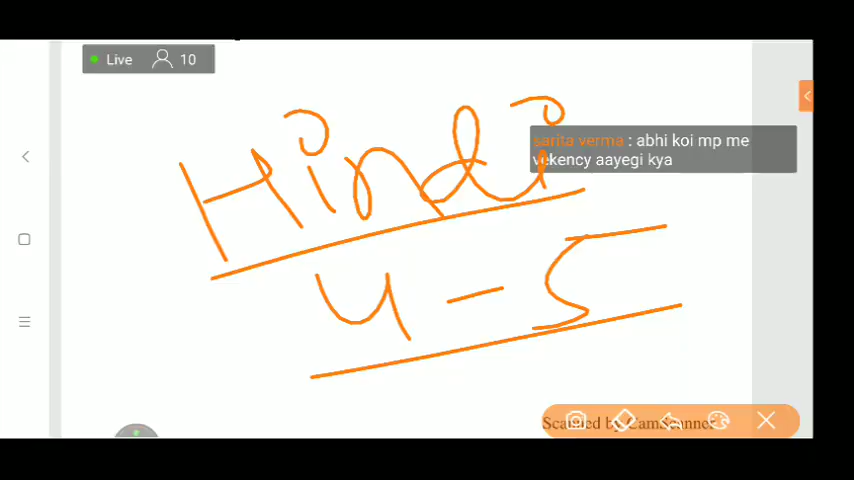 Live 10
Hindi
sarita verma : abhi koi mp me
vekency aayegi kya
4 - 5
Scanned by CamScanner